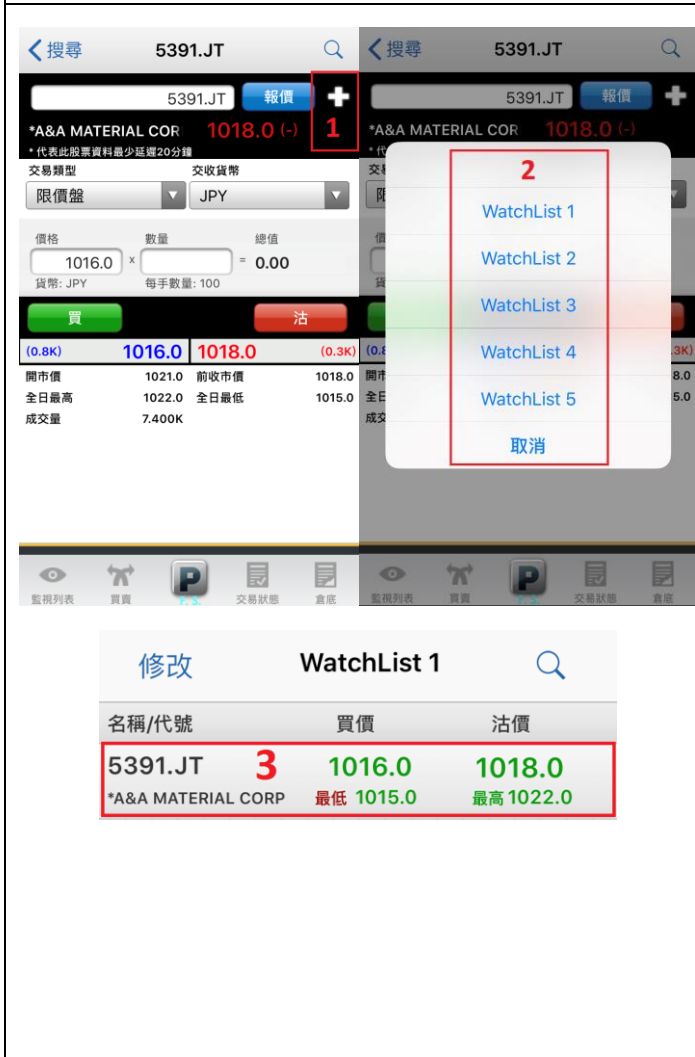 搜尋 5391.JT
5391.JT 報價
1
*A&A MATERIAL COR 1018.0 (-)
* 代表此股票資料最少延遲20分鐘
交易類型 交收貨幣
限價盤 JPY
價格 數量 總值
1016.0 x = 0.00
貨幣: JPY 每手數量: 100
買 沽
(0.8K) 1016.0 1018.0 (0.3K)
開市價 1021.0 前收市價 1018.0
全日最高 1022.0 全日最低 1015.0
成交量 7.400K
監視列表 買賣 P. S. 交易狀態 倉底
搜尋 5391.JT
5391.JT 報價
*A&A MATERIAL COR 1018.0 (-)
2
WatchList 1
WatchList 2
WatchList 3
WatchList 4
WatchList 5
取消
監視列表 買賣 P. S. 交易狀態 倉底
修改 WatchList 1
名稱/代號 買價 沽價
5391.JT 3 1016.0 1018.0
*A&A MATERIAL CORP 最低 1015.0 最高 1022.0